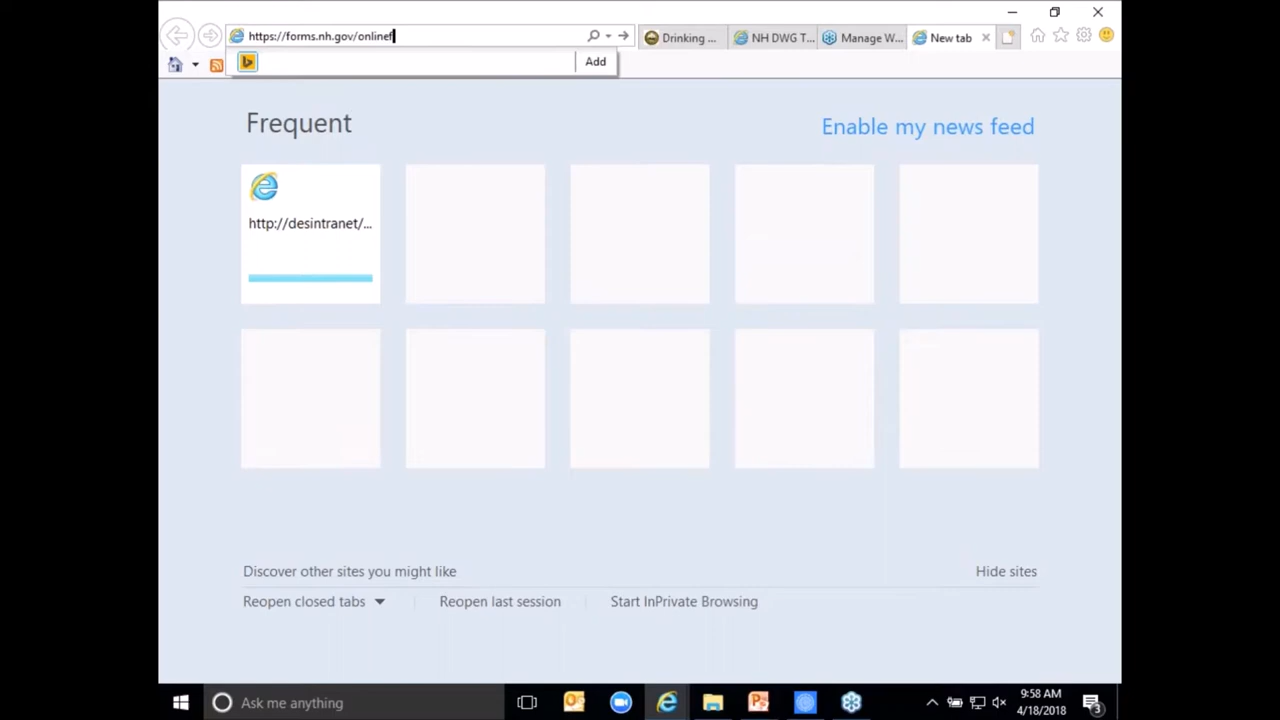 https://forms.nh.gov/onlinef
Drinking ...
NH DWG T...
Manage W...
New tab
Add
Frequent
Enable my news feed
http://desintranet/...
Discover other sites you might like
Hide sites
Reopen closed tabs
Reopen last session
Start InPrivate Browsing
Ask me anything
9:58 AM
4/18/2018
3